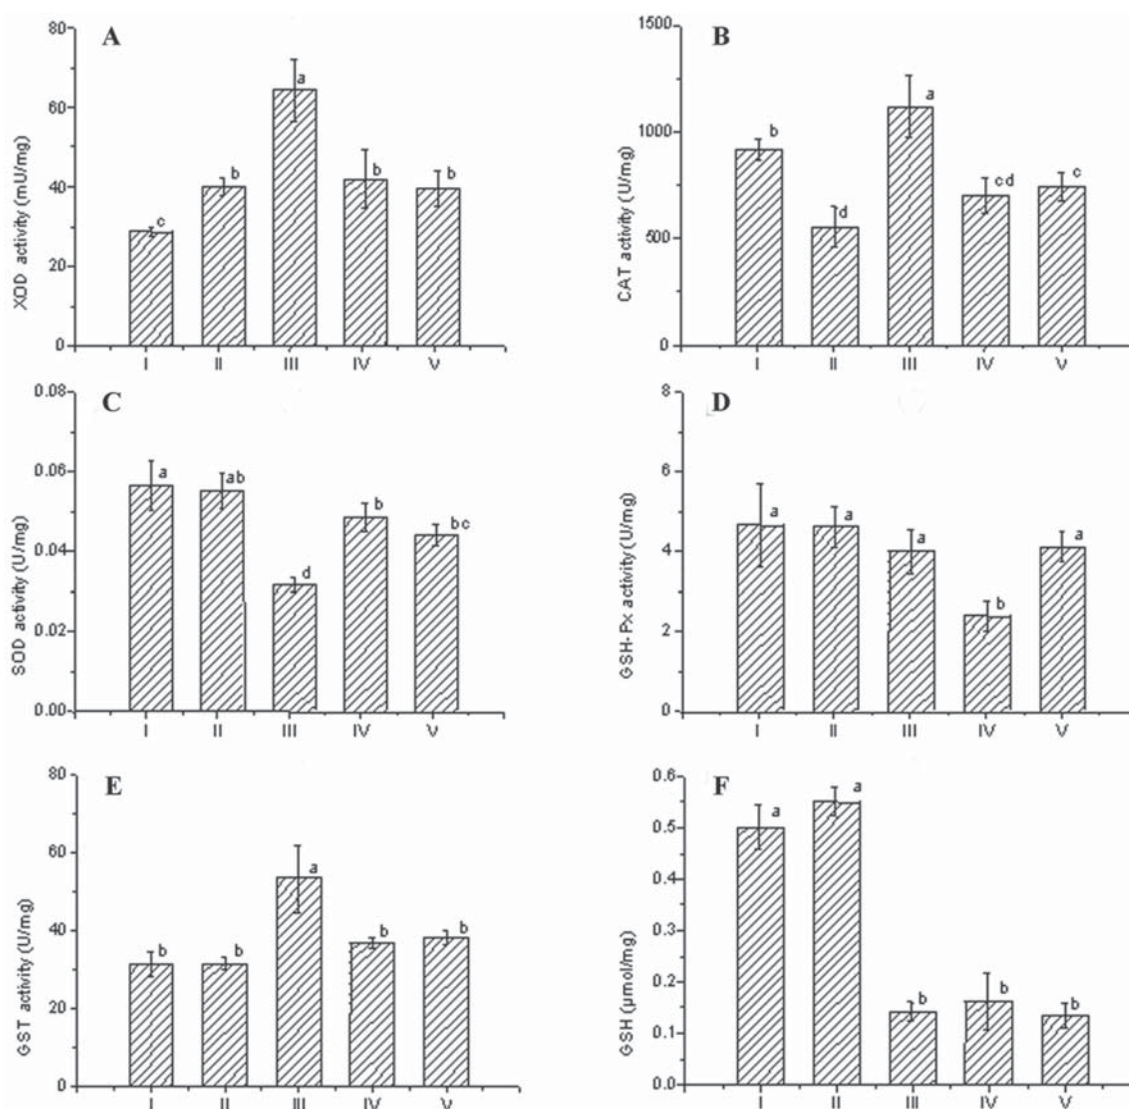 A
XOD activity (mU/mg)
80
60
40
20
0
c
b
a
b
b
I II III IV V
B
CAT activity (U/mg)
1500
1000
500
0
b
d
a
cd
c
I II III IV V
C
SOD activity (U/mg)
0.08
0.06
0.04
0.02
0.00
a
ab
d
b
bc
I II III IV V
D
GSH-Px activity (U/mg)
8
6
4
2
0
a
a
a
b
a
I II III IV V
E
GST activity (U/mg)
80
60
40
20
0
b
b
a
b
b
I II III IV V
F
GSH (μmol/mg)
0.6
0.5
0.4
0.3
0.2
0.1
0.0
a
a
b
b
b
I II III IV V